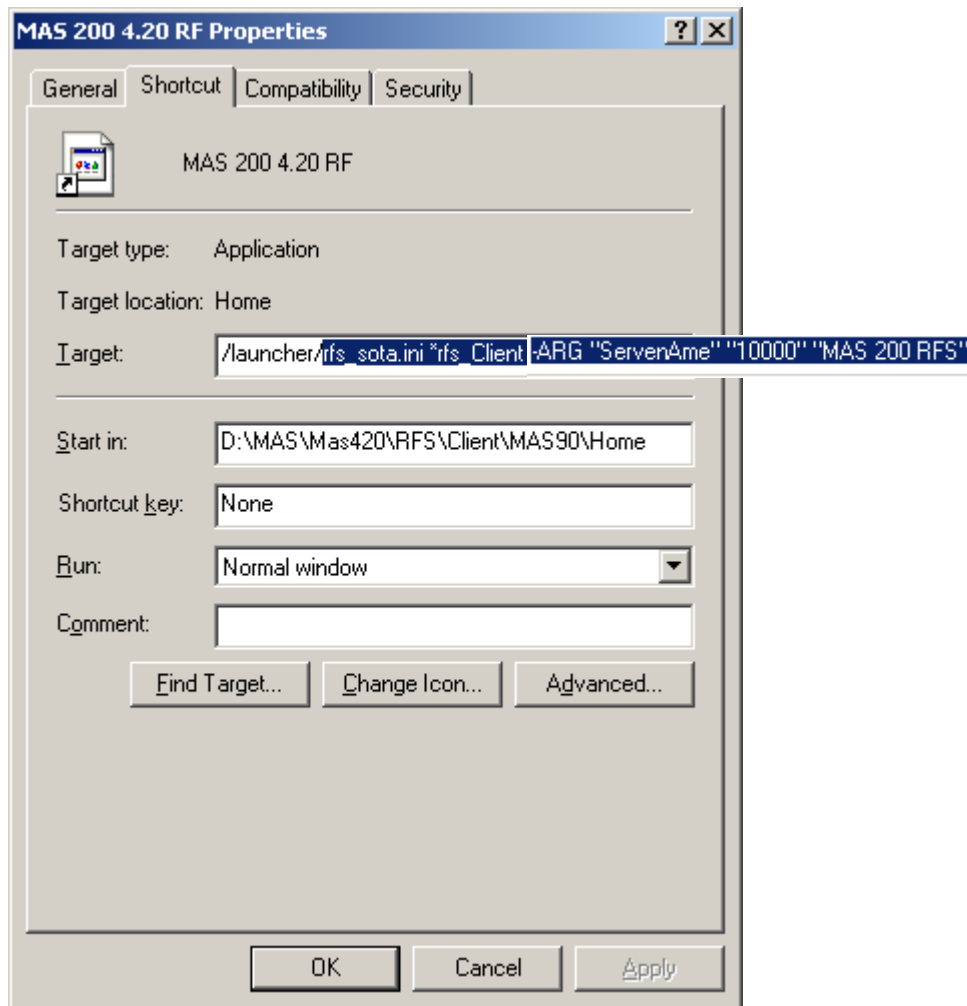 MAS 200 4.20 RF Properties
General Shortcut Compatibility Security
MAS 200 4.20 RF
Target type: Application
Target location: Home
Target: /launcher/rfs_sota.ini *rfs_Client -ARG "ServenAme" "10000" "MAS 200 RFS"
Start in: D:\MAS\Mas420\RFS\Client\MAS90\Home
Shortcut key: None
Run: Normal window
Comment:
Find Target... Change Icon... Advanced...
OK Cancel Apply